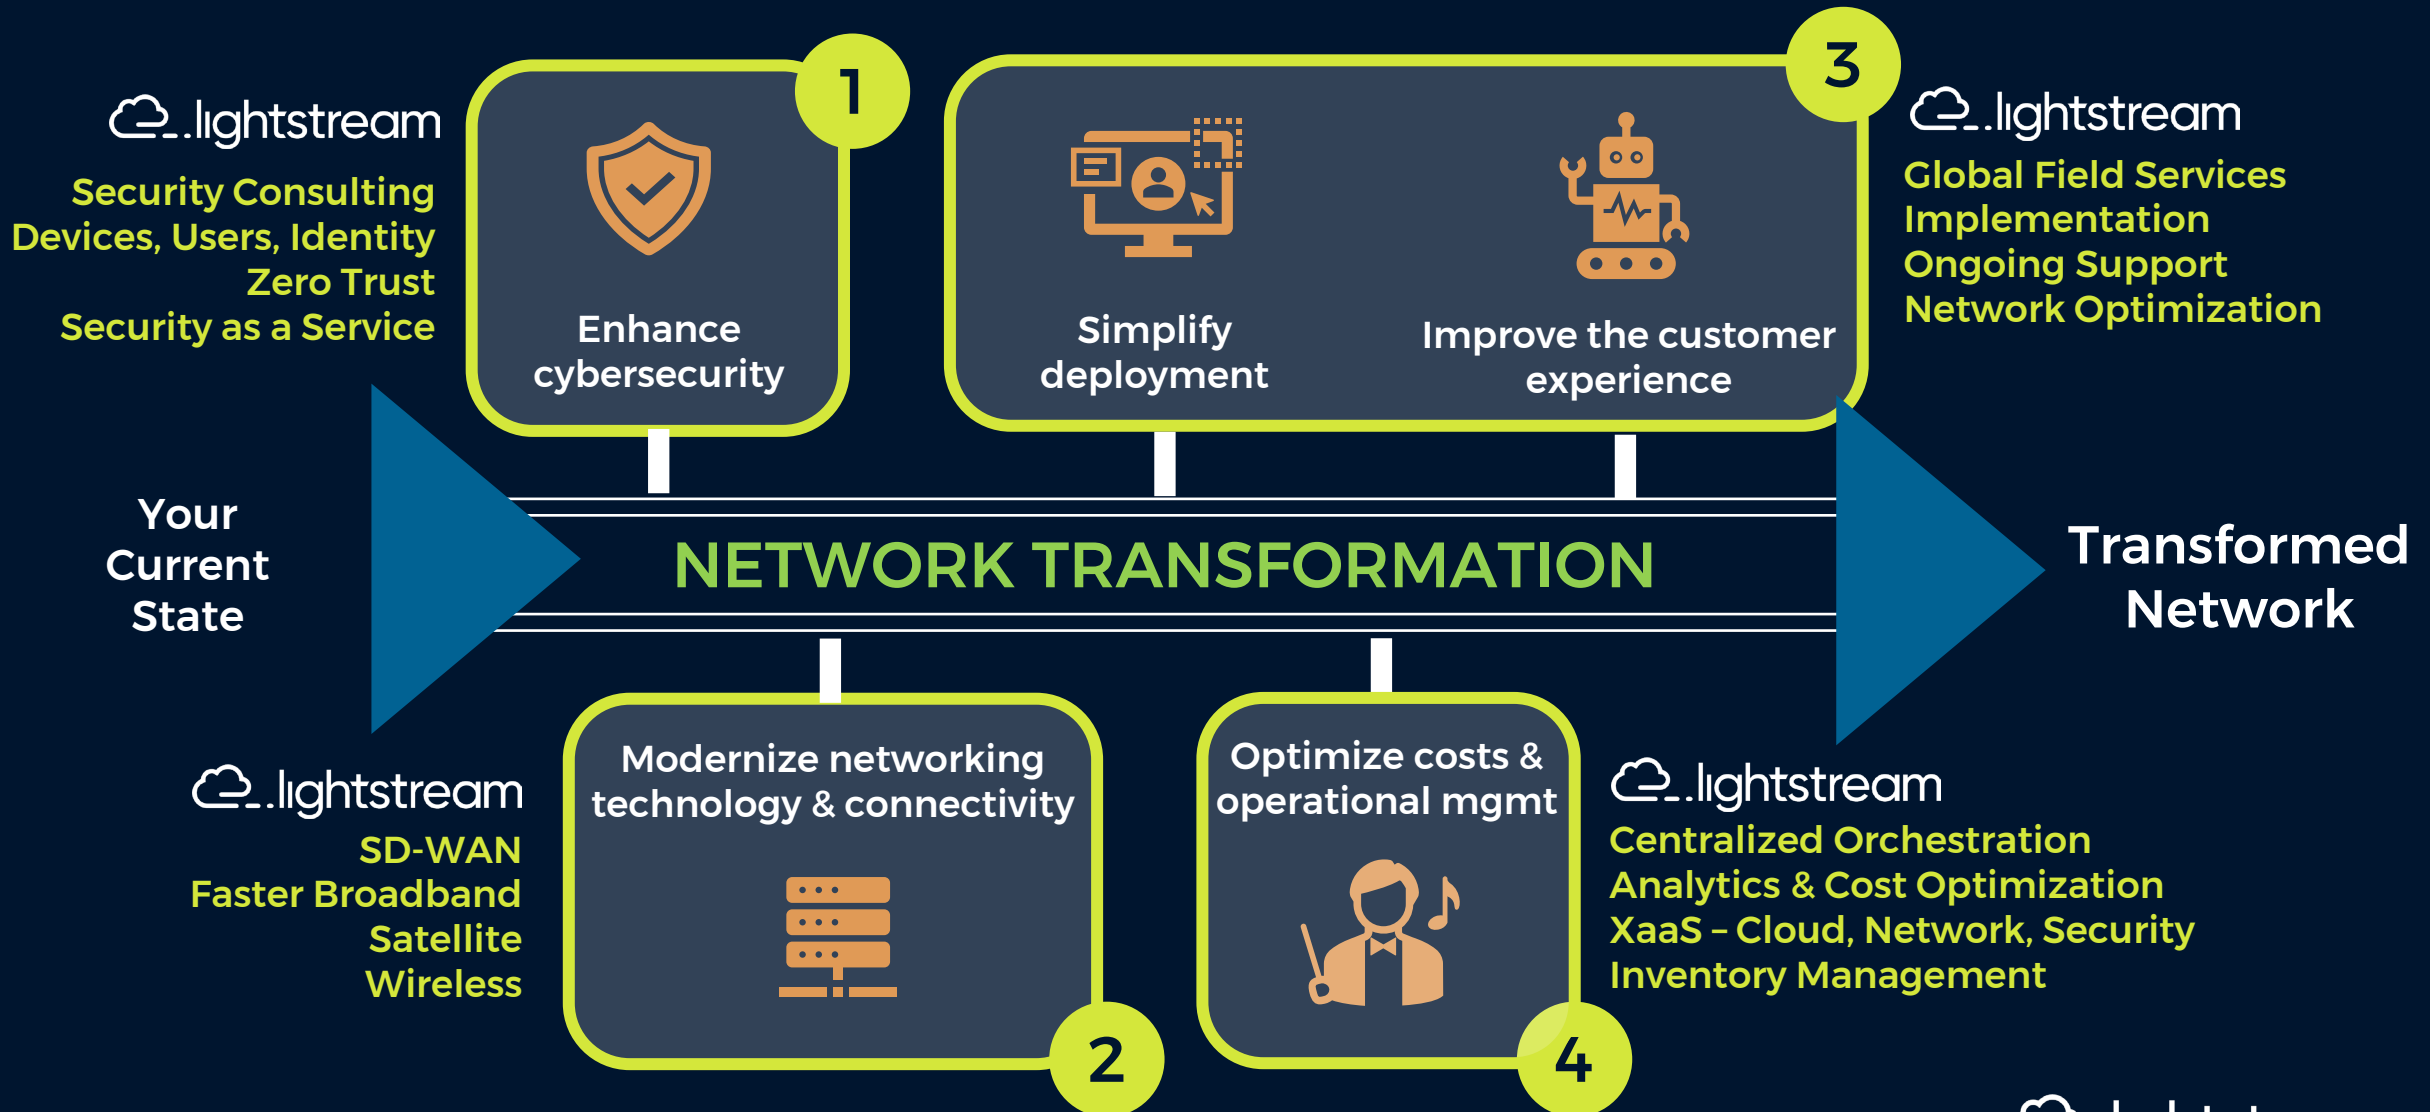 lightstream
Security Consulting
Devices, Users, Identity
Zero Trust
Security as a Service
1
Enhance
cybersecurity
3
Simplify
deployment
Improve the customer
experience
lightstream
Global Field Services
Implementation
Ongoing Support
Network Optimization
Your
Current
State
NETWORK TRANSFORMATION
Transformed
Network
lightstream
SD-WAN
Faster Broadband
Satellite
Wireless
Modernize networking
technology & connectivity
2
Optimize costs &
operational mgmt
4
lightstream
Centralized Orchestration
Analytics & Cost Optimization
XaaS – Cloud, Network, Security
Inventory Management